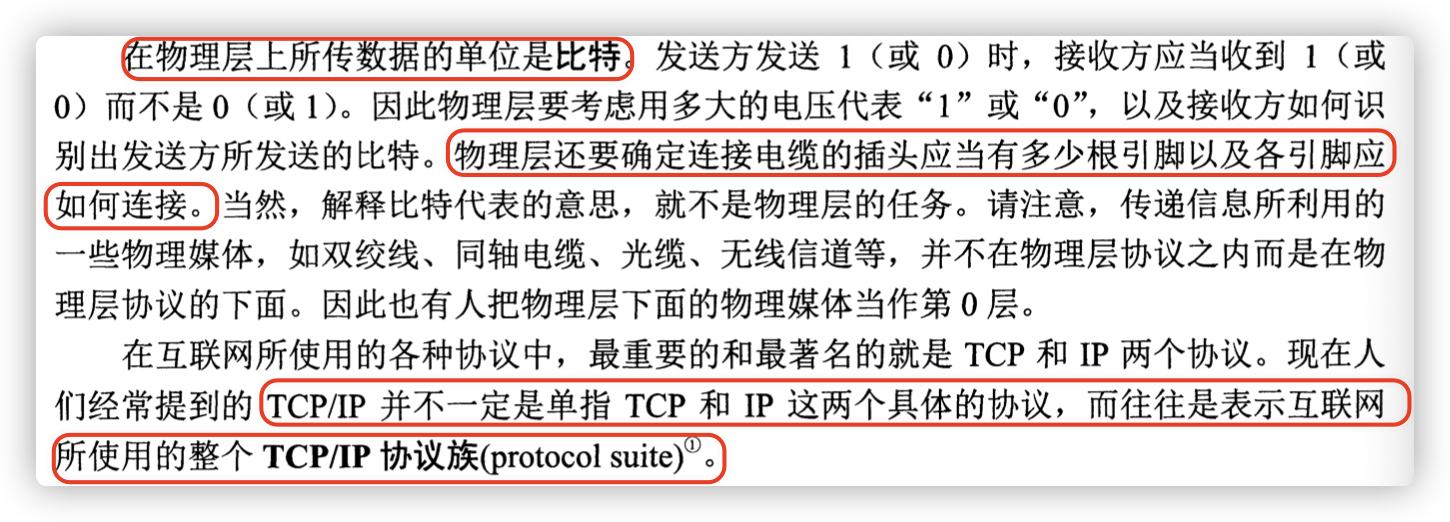 在物理层上所传数据的单位是比特。发送方发送 1（或 0）时，接收方应当收到 1（或
0）而不是 0（或 1）。因此物理层要考虑用多大的电压代表“1”或“0”，以及接收方如何识
别出发送方所发送的比特。物理层还要确定连接电缆的插头应当有多少根引脚以及各引脚应
如何连接。当然，解释比特代表的意思，就不是物理层的任务。请注意，传递信息所利用的
一些物理媒体，如双绞线、同轴电缆、光缆、无线信道等，并不在物理层协议之内而是在物
理层协议的下面。因此也有人把物理层下面的物理媒体当作第 0 层。
在互联网所使用的各种协议中，最重要的和最著名的就是 TCP 和 IP 两个协议。现在人
们经常提到的 TCP/IP 并不一定是单指 TCP 和 IP 这两个具体的协议，而往往是表示互联网
所使用的整个 TCP/IP 协议族(protocol suite)①。